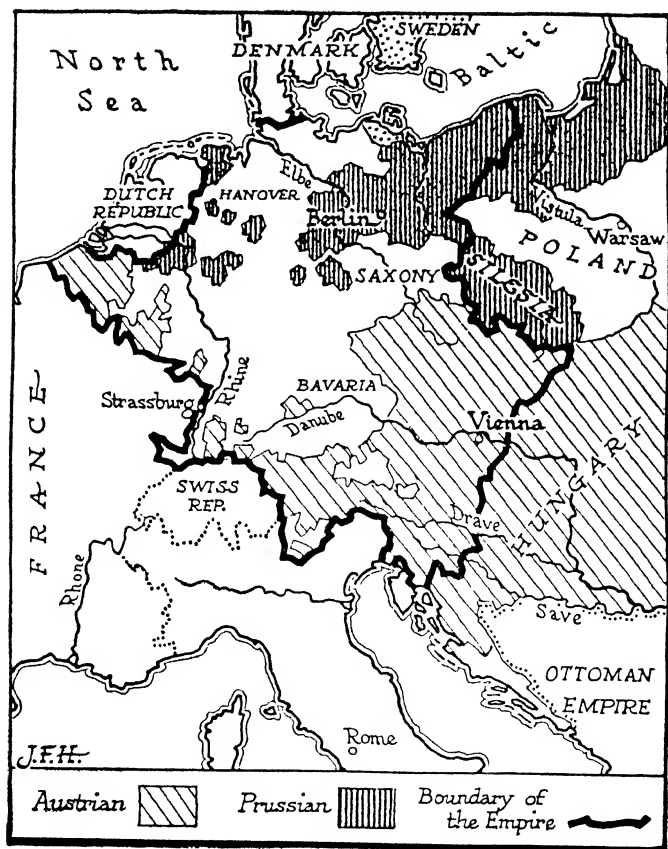 North
Sea
DENMARK
SWEDEN
Baltic
DUTCH
REPUBLIC
HANOVER
Elbe
Berlin
Vistula
Warsaw
POLAND
SAXONY
SILESIA
FRANCE
Strassburg
Rhine
BAVARIA
Danube
Vienna
HUNGARY
SWISS
REP.
Drave
Rhone
Save
OTTOMAN
EMPIRE
Rome
J.F.H.
Austrian
Prussian
Boundary of
the Empire